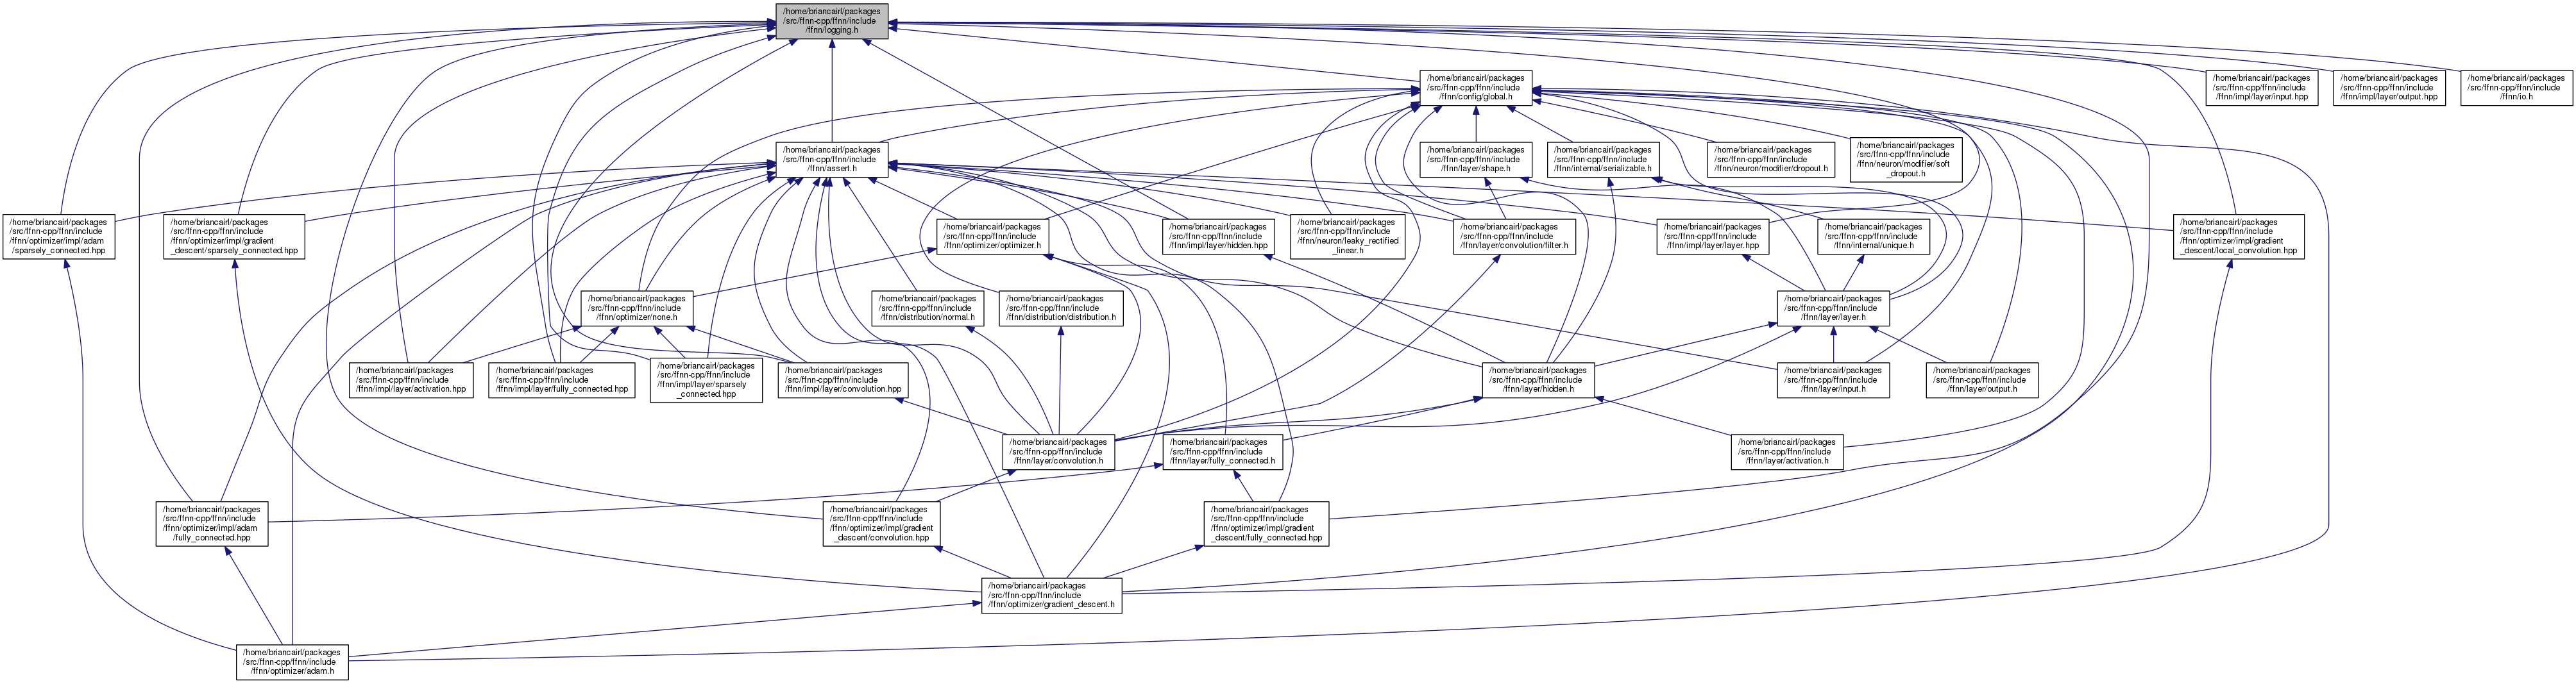 /home/briancairl/packages
/src/ffnn-cpp/ffnn/include
/ffnn/logging.h
/home/briancairl/packages
/src/ffnn-cpp/ffnn/include
/ffnn/config/global.h
/home/briancairl/packages
/src/ffnn-cpp/ffnn/include
/ffnn/impl/layer/input.hpp
/home/briancairl/packages
/src/ffnn-cpp/ffnn/include
/ffnn/impl/layer/output.hpp
/home/briancairl/packages
/src/ffnn-cpp/ffnn/include
/ffnn/io.h
/home/briancairl/packages
/src/ffnn-cpp/ffnn/include
/ffnn/assert.h
/home/briancairl/packages
/src/ffnn-cpp/ffnn/include
/ffnn/layer/shape.h
/home/briancairl/packages
/src/ffnn-cpp/ffnn/include
/ffnn/internal/serializable.h
/home/briancairl/packages
/src/ffnn-cpp/ffnn/include
/ffnn/neuron/modifier/dropout.h
/home/briancairl/packages
/src/ffnn-cpp/ffnn/include
/ffnn/neuron/modifier/soft
_dropout.h
/home/briancairl/packages
/src/ffnn-cpp/ffnn/include
/ffnn/optimizer/impl/adam
/sparsely_connected.hpp
/home/briancairl/packages
/src/ffnn-cpp/ffnn/include
/ffnn/optimizer/impl/gradient
_descent/sparsely_connected.hpp
/home/briancairl/packages
/src/ffnn-cpp/ffnn/include
/ffnn/optimizer/optimizer.h
/home/briancairl/packages
/src/ffnn-cpp/ffnn/include
/ffnn/impl/layer/hidden.hpp
/home/briancairl/packages
/src/ffnn-cpp/ffnn/include
/ffnn/neuron/leaky_rectified
_linear.h
/home/briancairl/packages
/src/ffnn-cpp/ffnn/include
/ffnn/layer/convolution/filter.h
/home/briancairl/packages
/src/ffnn-cpp/ffnn/include
/ffnn/impl/layer/layer.hpp
/home/briancairl/packages
/src/ffnn-cpp/ffnn/include
/ffnn/internal/unique.h
/home/briancairl/packages
/src/ffnn-cpp/ffnn/include
/ffnn/optimizer/impl/gradient
_descent/local_convolution.hpp
/home/briancairl/packages
/src/ffnn-cpp/ffnn/include
/ffnn/optimizer/none.h
/home/briancairl/packages
/src/ffnn-cpp/ffnn/include
/ffnn/distribution/normal.h
/home/briancairl/packages
/src/ffnn-cpp/ffnn/include
/ffnn/distribution/distribution.h
/home/briancairl/packages
/src/ffnn-cpp/ffnn/include
/ffnn/layer/layer.h
/home/briancairl/packages
/src/ffnn-cpp/ffnn/include
/ffnn/impl/layer/activation.hpp
/home/briancairl/packages
/src/ffnn-cpp/ffnn/include
/ffnn/impl/layer/fully_connected.hpp
/home/briancairl/packages
/src/ffnn-cpp/ffnn/include
/ffnn/impl/layer/sparsely
_connected.hpp
/home/briancairl/packages
/src/ffnn-cpp/ffnn/include
/ffnn/impl/layer/convolution.hpp
/home/briancairl/packages
/src/ffnn-cpp/ffnn/include
/ffnn/layer/hidden.h
/home/briancairl/packages
/src/ffnn-cpp/ffnn/include
/ffnn/layer/input.h
/home/briancairl/packages
/src/ffnn-cpp/ffnn/include
/ffnn/layer/output.h
/home/briancairl/packages
/src/ffnn-cpp/ffnn/include
/ffnn/layer/convolution.h
/home/briancairl/packages
/src/ffnn-cpp/ffnn/include
/ffnn/layer/fully_connected.h
/home/briancairl/packages
/src/ffnn-cpp/ffnn/include
/ffnn/layer/activation.h
/home/briancairl/packages
/src/ffnn-cpp/ffnn/include
/ffnn/optimizer/impl/adam
/fully_connected.hpp
/home/briancairl/packages
/src/ffnn-cpp/ffnn/include
/ffnn/optimizer/impl/gradient
_descent/convolution.hpp
/home/briancairl/packages
/src/ffnn-cpp/ffnn/include
/ffnn/optimizer/impl/gradient
_descent/fully_connected.hpp
/home/briancairl/packages
/src/ffnn-cpp/ffnn/include
/ffnn/optimizer/gradient_descent.h
/home/briancairl/packages
/src/ffnn-cpp/ffnn/include
/ffnn/optimizer/adam.h